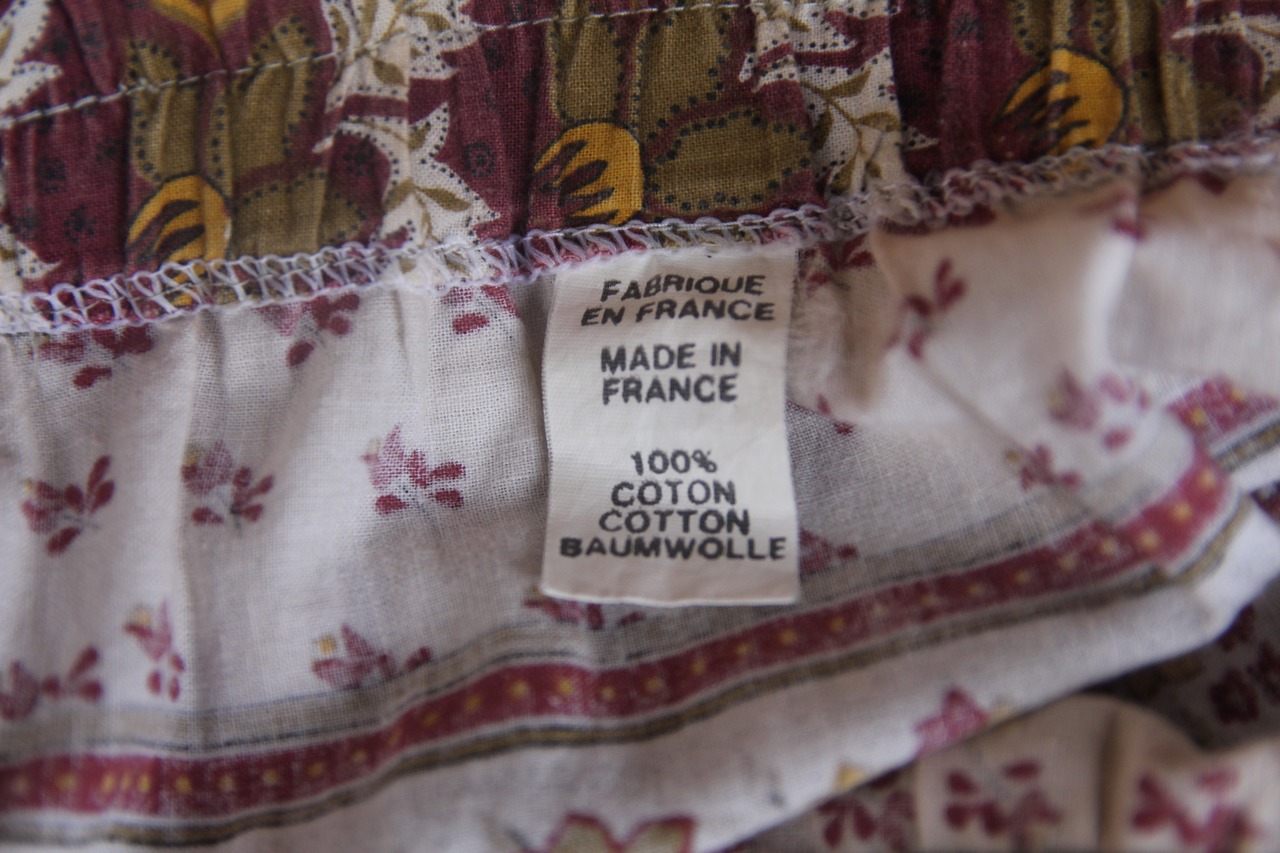 FABRIQUE
EN FRANCE
MADE IN
FRANCE
100%
COTON
COTTON
BAUMWOLLE